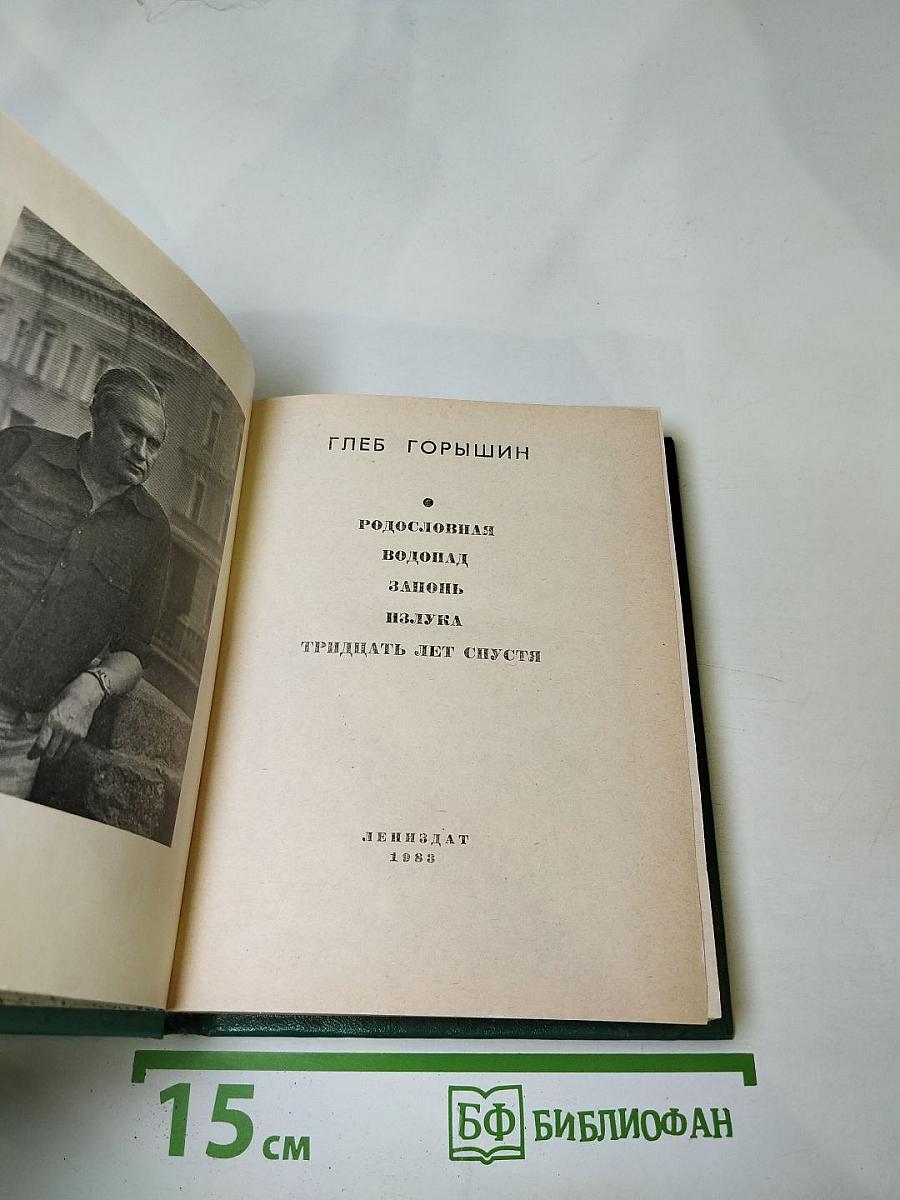 ГЛЕБ ГОРЫШИН
РОДОСЛОВНАЯ
ВОДОПАД
ЗАПОНЬ
ИЗЛУКА
ТРИДЦАТЬ ЛЕТ СПУСТЯ
ЛЕНИЗДАТ
1983
15 см
БФ БИБЛИОФАН